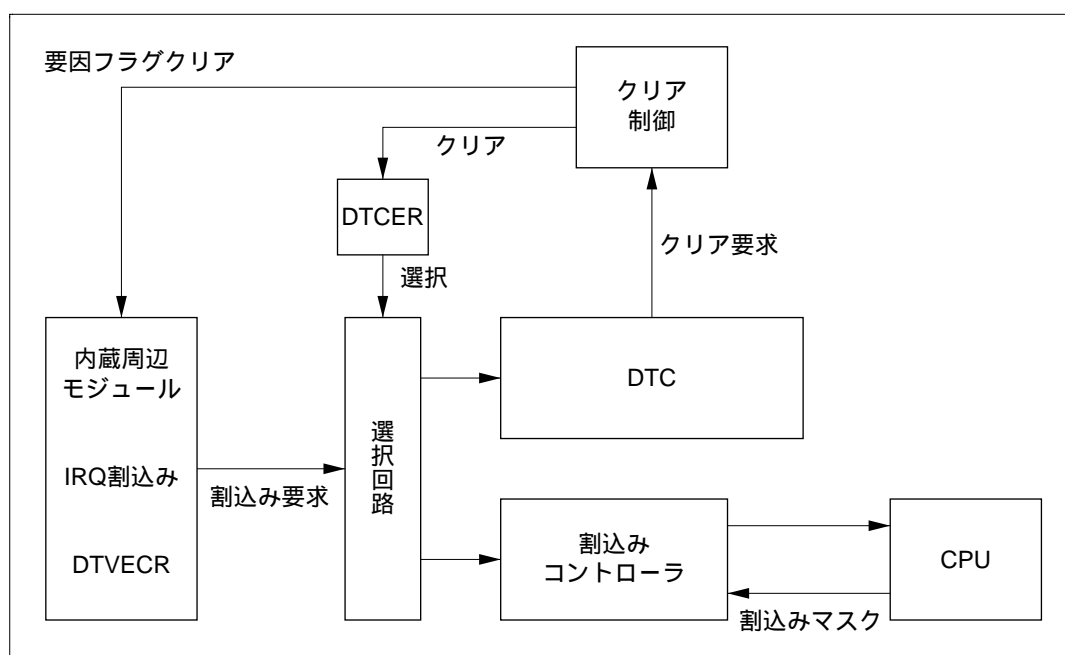 要因フラグクリア
クリア
制御
クリア
DTCER
クリア要求
選択
内蔵周辺
モジュール
DTC
選択回路
IRQ割込み
割込み要求
DTVECR
割込み
コントローラ
CPU
割込みマスク